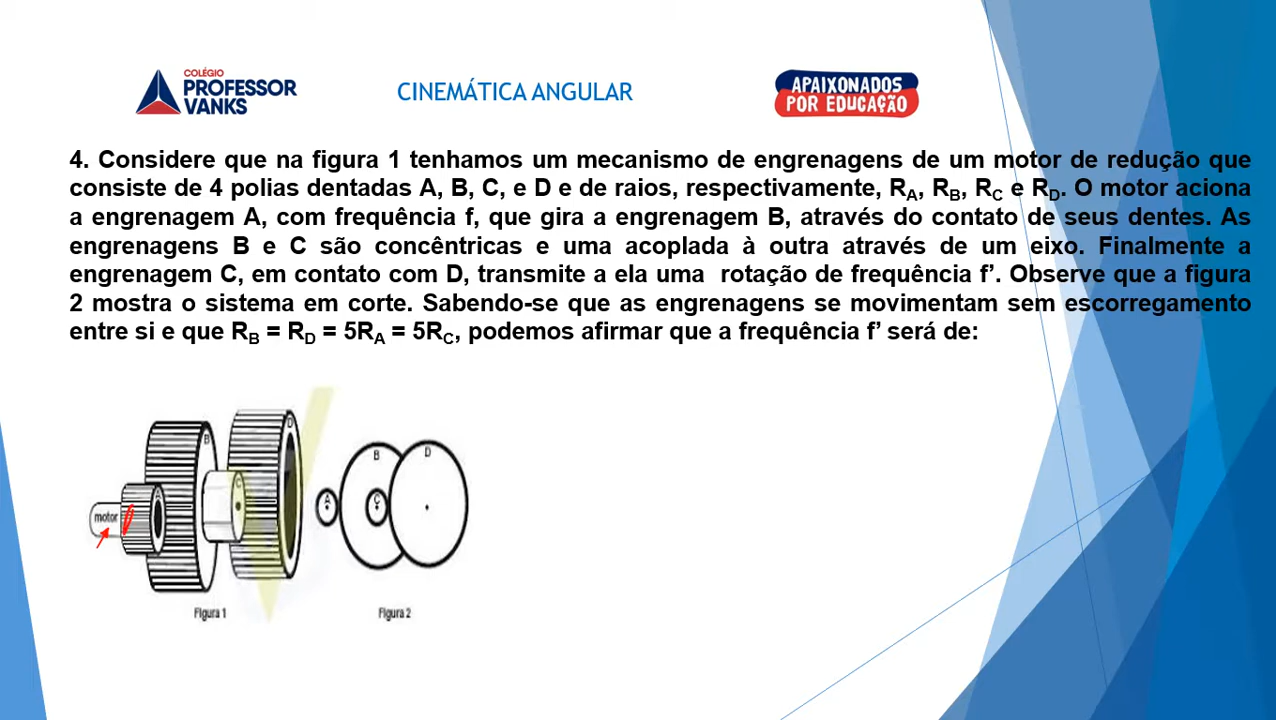 COLÉGIO
PROFESSOR
VANKS
CINEMÁTICA ANGULAR
APAIXONADOS
POR EDUCAÇÃO
4. Considere que na figura 1 tenhamos um mecanismo de engrenagens de um motor de redução que
consiste de 4 polias dentadas A, B, C, e D e de raios, respectivamente, RA, RB, RC e RD. O motor aciona
a engrenagem A, com frequência f, que gira a engrenagem B, através do contato de seus dentes. As
engrenagens B e C são concêntricas e uma acoplada à outra através de um eixo. Finalmente a
engrenagem C, em contato com D, transmite a ela uma rotação de frequência f’. Observe que a figura
2 mostra o sistema em corte. Sabendo-se que as engrenagens se movimentam sem escorregamento
entre si e que RB = RD = 5RA = 5RC, podemos afirmar que a frequência f’ será de:
motor
A
B
C
D
A
B
C
D
Figura 1
Figura 2